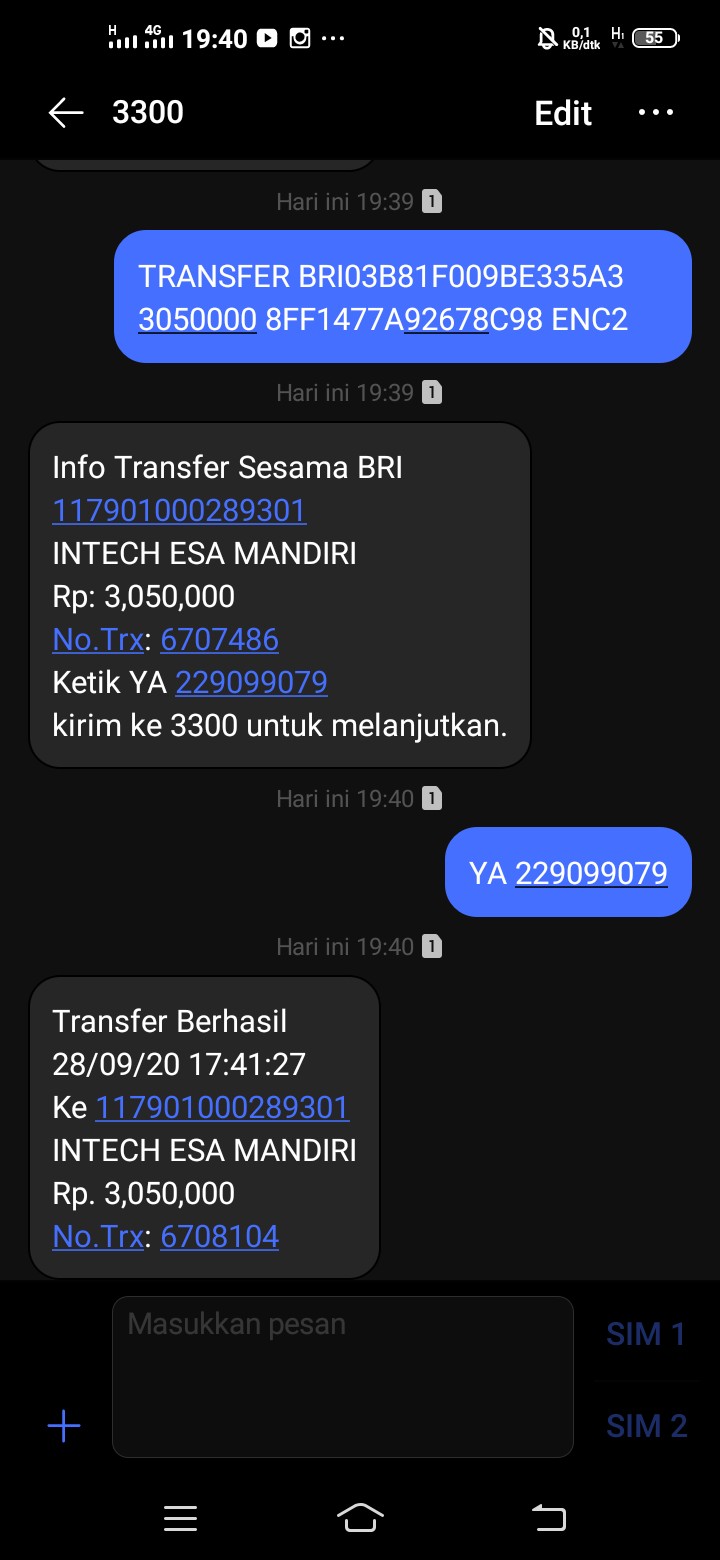 H 4G 19:40 0,1 KB/dtk H 55
3300 Edit
Hari ini 19:39 1
TRANSFER BRI03B81F009BE335A3
3050000 8FF1477A92678C98 ENC2
Hari ini 19:39 1
Info Transfer Sesama BRI
117901000289301
INTECH ESA MANDIRI
Rp: 3,050,000
No.Trx: 6707486
Ketik YA 229099079
kirim ke 3300 untuk melanjutkan.
Hari ini 19:40 1
YA 229099079
Hari ini 19:40 1
Transfer Berhasil
28/09/20 17:41:27
Ke 117901000289301
INTECH ESA MANDIRI
Rp. 3,050,000
No.Trx: 6708104
Masukkan pesan
SIM 1
SIM 2